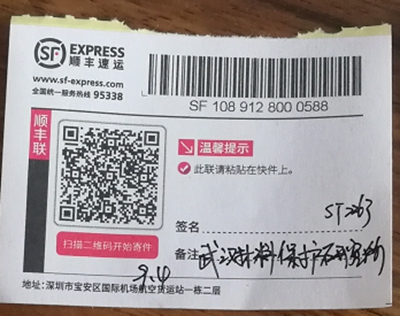 SF EXPRESS
顺丰速运
www.sf-express.com
全国统一服务热线 95338
SF 108 912 800 0588
顺丰联
温馨提示
此联请粘贴在快件上。
ST263
签名
扫描二维码开始寄件
备注 武汉材料保护研究所
9.4
地址:深圳市宝安区国际机场航空货运站一栋二层